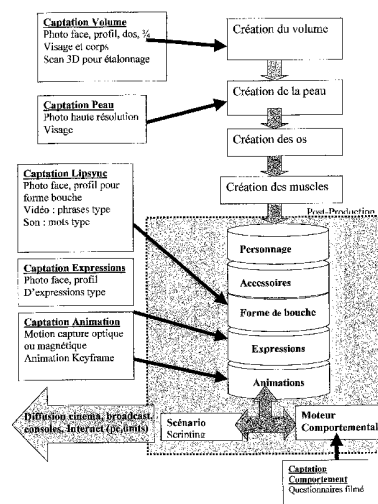 Captation Volume
Photo face, profil, dos, ¾
Visage et corps
Scan 3D pour étalonnage
Création du volume
Captation Peau
Photo haute résolution
Visage
Création de la peau
Création des os
Captation Lipsync
Photo face, profil pour
forme bouche
Vidéo : phrases type
Son : mots type
Création des muscles
Post-Production
Personnage
Accessoires
Forme de bouche
Expressions
Animations
Captation Expressions
Photo face, profil
D'expressions type
Captation Animation
Motion capture optique
ou magnétique
Animation Keyframe
Diffusion cinema, broadcast,
consoles, Internet (pc,units)
Scénario
Scripting
Moteur
Comportemental
Captation
Comportement
Questionnaires filmé